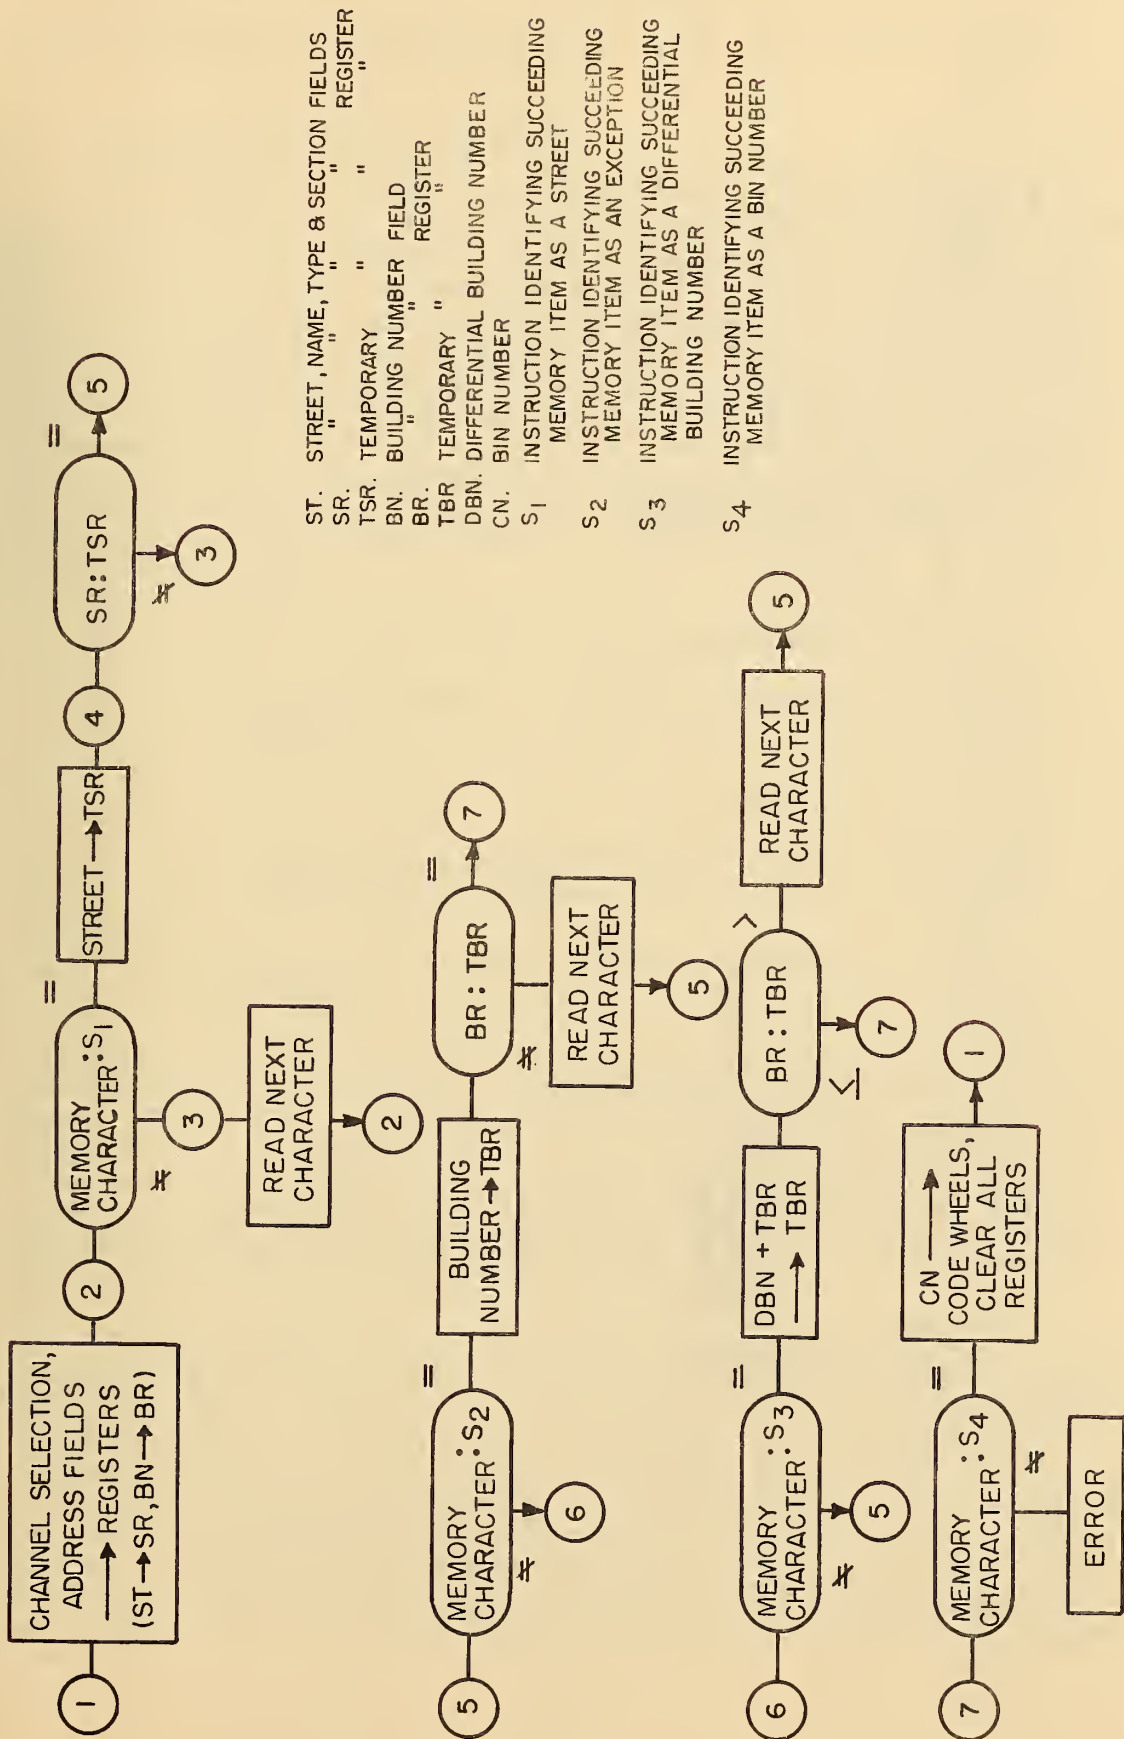 1
CHANNEL SELECTION,
ADDRESS FIELDS
→ REGISTERS
(ST→SR, BN→BR)
2
MEMORY
CHARACTER:S1
=
≠
3
READ NEXT
CHARACTER
2
STREET→TSR
4
SR:TSR
=
5
≠
3
5
MEMORY
CHARACTER:S2
=
≠
6
BUILDING
NUMBER→TBR
BR:TBR
=
7
≠
READ NEXT
CHARACTER
5
6
MEMORY
CHARACTER:S3
=
≠
5
DBN + TBR
→ TBR
BR:TBR
>
READ NEXT
CHARACTER
5
≤
7
7
MEMORY
CHARACTER:S4
=
≠
ERROR
CN →
CODE WHEELS,
CLEAR ALL
REGISTERS
1
ST. STREET, NAME, TYPE & SECTION FIELDS
SR. " " " " REGISTER
TSR. TEMPORARY " " " "
BN. BUILDING NUMBER FIELD
BR. " " REGISTER
TBR TEMPORARY " "
DBN. DIFFERENTIAL BUILDING NUMBER
CN. BIN NUMBER
S1 INSTRUCTION IDENTIFYING SUCCEEDING
MEMORY ITEM AS A STREET
S2 INSTRUCTION IDENTIFYING SUCCEEDING
MEMORY ITEM AS AN EXCEPTION
S3 INSTRUCTION IDENTIFYING SUCCEEDING
MEMORY ITEM AS A DIFFERENTIAL
BUILDING NUMBER
S4 INSTRUCTION IDENTIFYING SUCCEEDING
MEMORY ITEM AS A BIN NUMBER